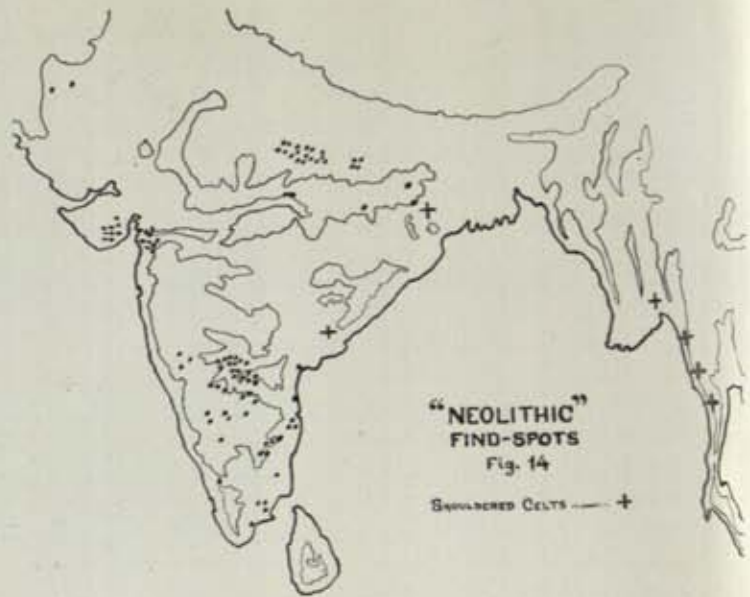 “NEOLITHIC”
FIND-SPOTS
Fig. 14
SHOULDERED CELTS +